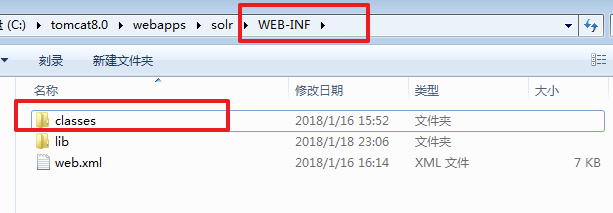 (C:) ▸ tomcat8.0 ▸ webapps ▸ solr ▸ WEB-INF ▸
刻录 新建文件夹
名称 修改日期 类型 大小
classes 2018/1/16 15:52 文件夹
lib 2018/1/18 23:06 文件夹
web.xml 2018/1/16 16:14 XML 文件 7 KB